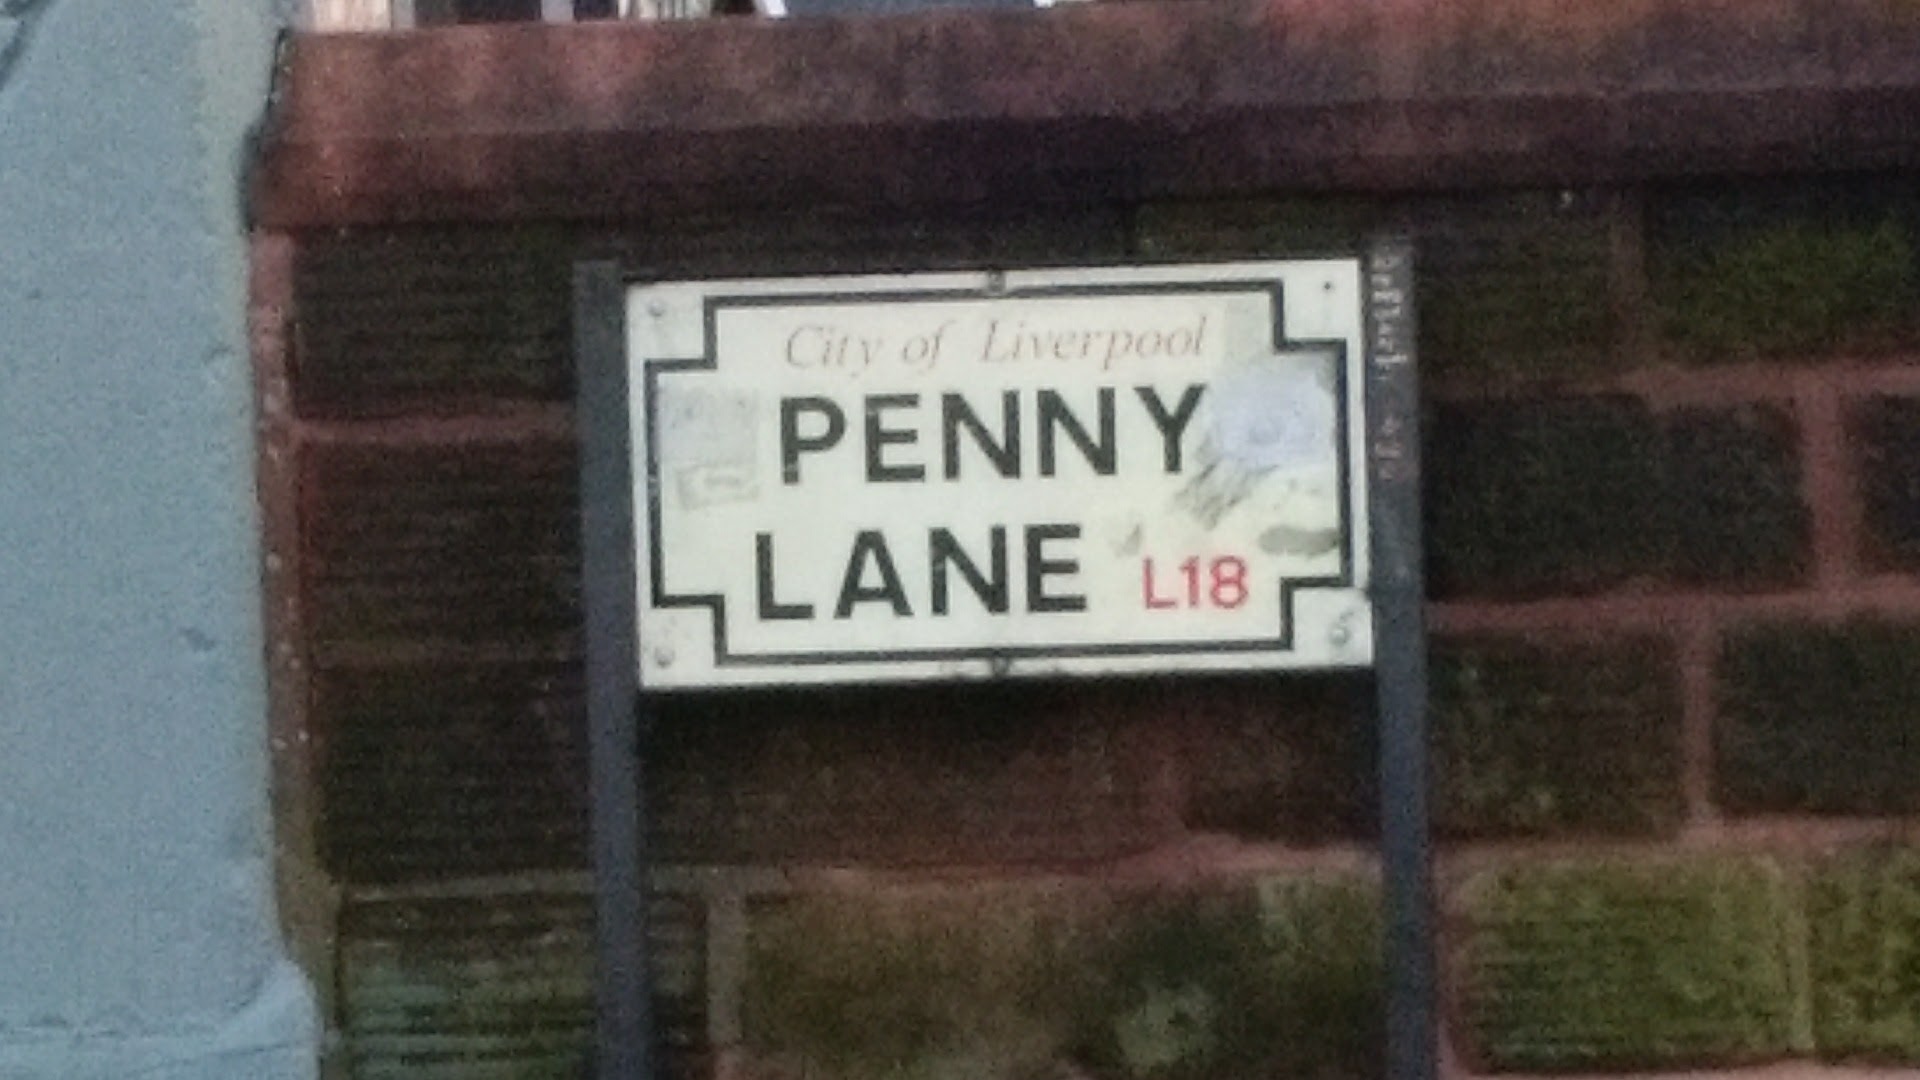 City of Liverpool
PENNY
LANE L18